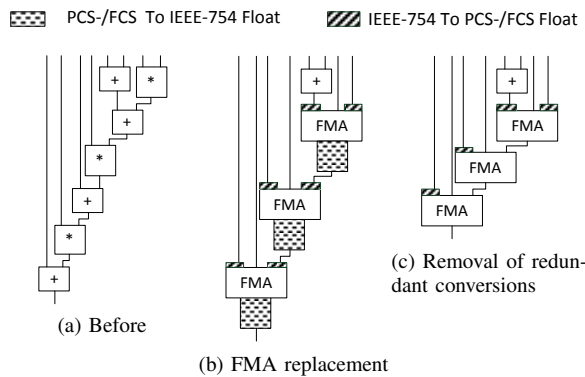 PCS-/FCS To IEEE-754 Float
IEEE-754 To PCS-/FCS Float
+
*
+
*
+
*
+
(a) Before
+
FMA
FMA
FMA
(b) FMA replacement
+
FMA
FMA
FMA
(c) Removal of redun-
dant conversions